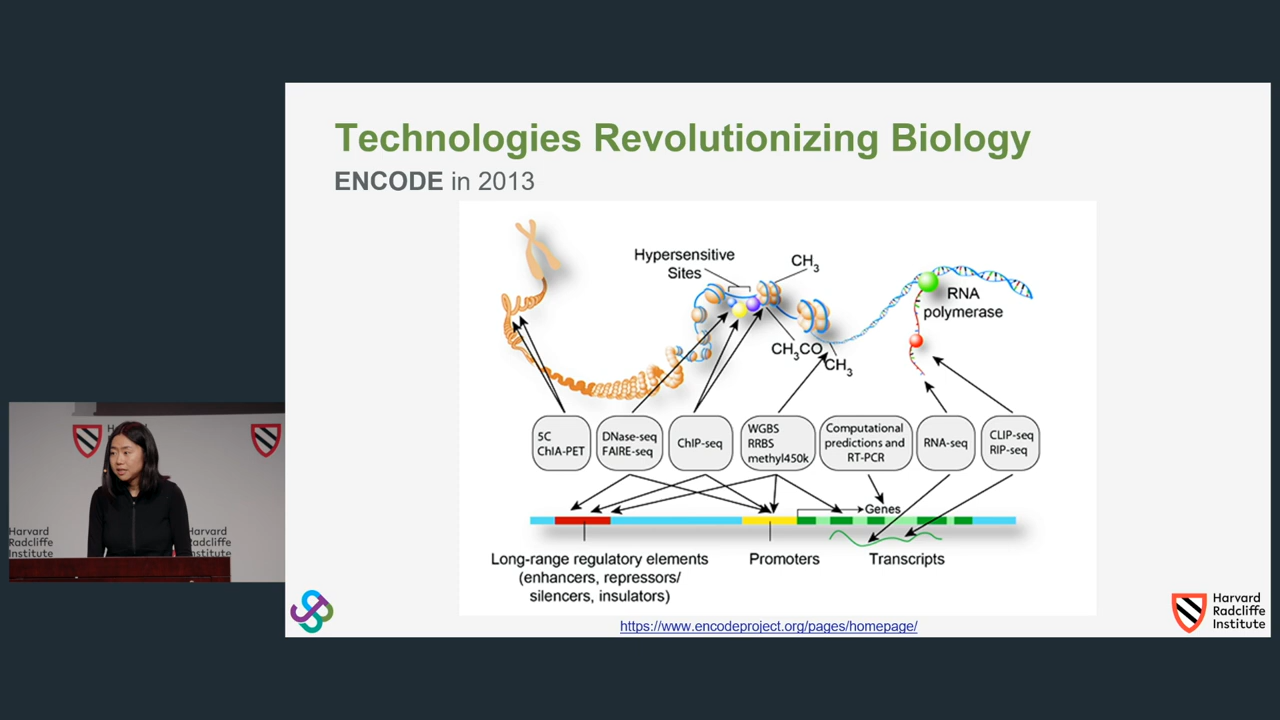 Technologies Revolutionizing Biology
ENCODE in 2013
Hypersensitive
Sites
CH3
RNA
polymerase
CH3CO
CH3
5C
ChIA-PET
DNase-seq
FAIRE-seq
ChIP-seq
WGBS
RRBS
methyl450k
Computational
predictions and
RT-PCR
RNA-seq
CLIP-seq
RIP-seq
Genes
Long-range regulatory elements
(enhancers, repressors/
silencers, insulators)
Promoters
Transcripts
https://www.encodeproject.org/pages/homepage/
Harvard
Radcliffe
Institute
Harvard
Radcliffe
Institute
Harvard
Radcliffe
Institute